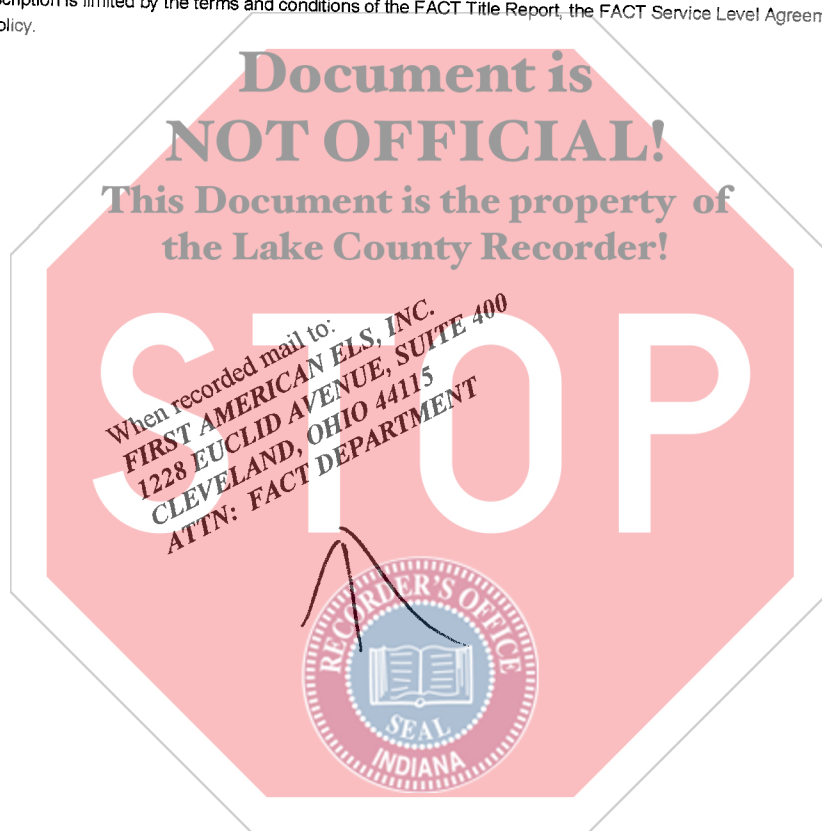 cription is limited by the terms and conditions of the FACT Title Report, the FACT Service Level Agreem
olicy.
Document is
NOT OFFICIAL!
This Document is the property of
the Lake County Recorder!
STOP
When recorded mail to:
FIRST AMERICAN ELS, INC.
1228 EUCLID AVENUE, SUITE 400
CLEVELAND, OHIO 44115
ATTN: FACT DEPARTMENT
RECORDER'S OFFICE
SEAL
INDIANA